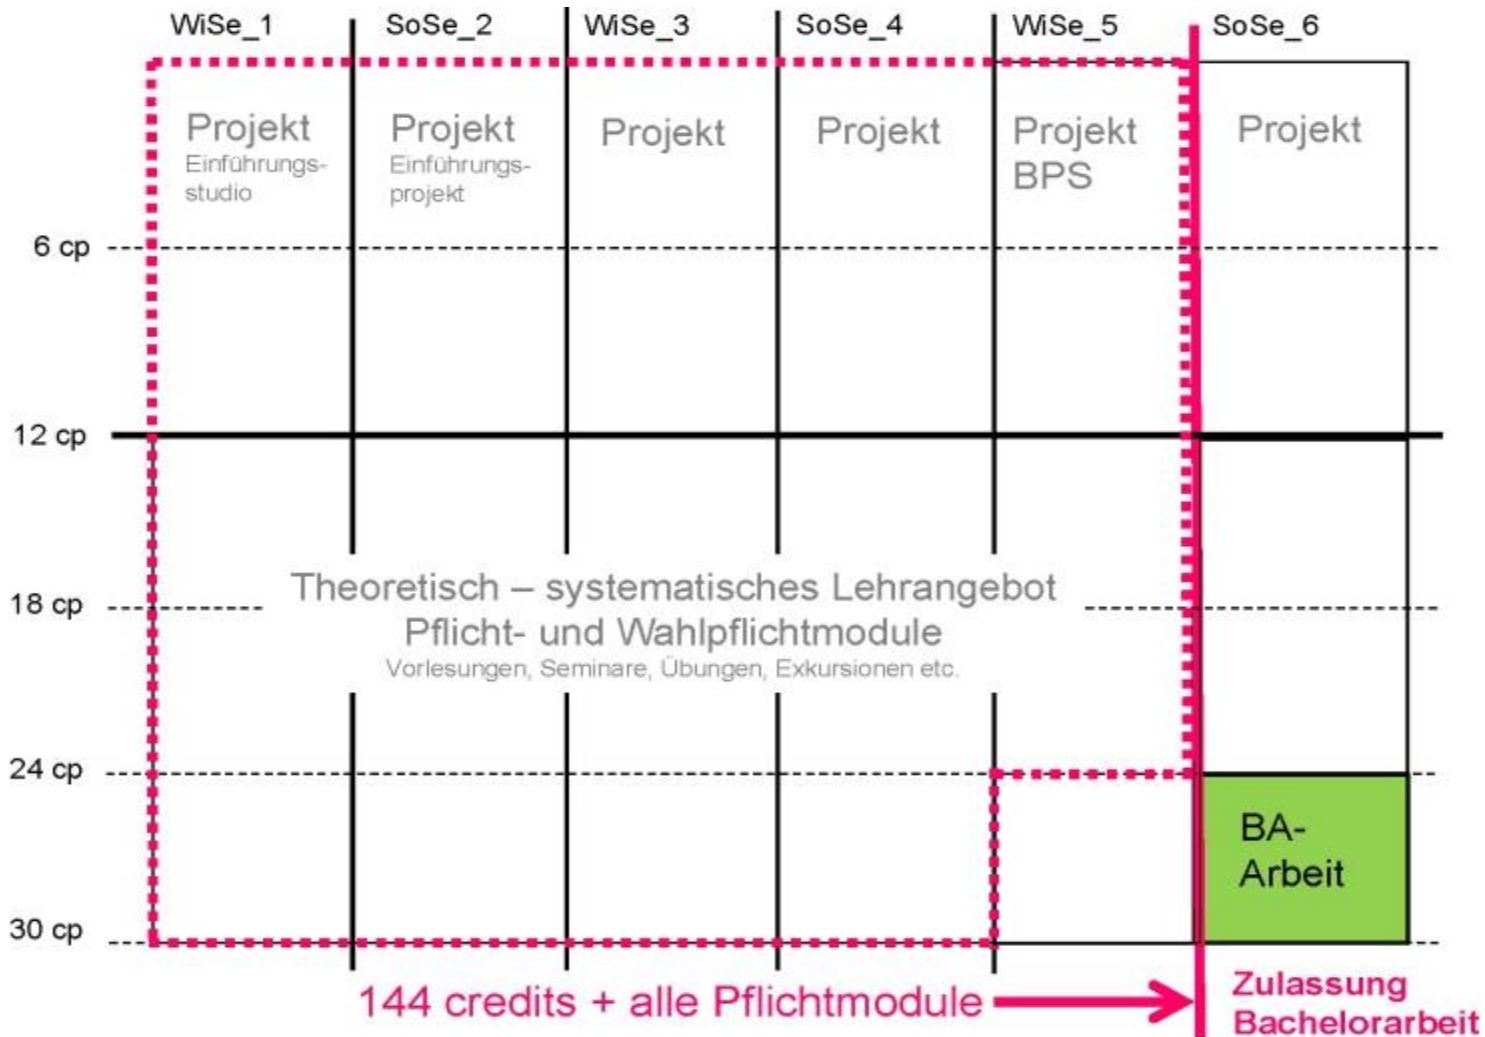 WiSe_1 SoSe_2 WiSe_3 SoSe_4 WiSe_5 SoSe_6
Projekt
Einführungs-
studio
Projekt
Einführungs-
projekt
Projekt
Projekt
Projekt
BPS
Projekt
6 cp
12 cp
Theoretisch – systematisches Lehrangebot
Pflicht- und Wahlpflichtmodule
Vorlesungen, Seminare, Übungen, Exkursionen etc.
18 cp
24 cp
BA-
Arbeit
30 cp
144 credits + alle Pflichtmodule
Zulassung
Bachelorarbeit